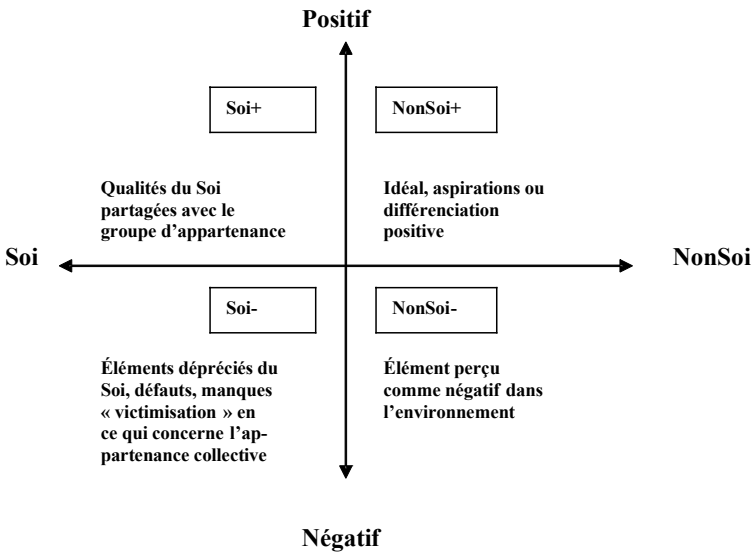 Positif
Soi+
NonSoi+
Qualités du Soi
partagées avec le
groupe d’appartenance
Idéal, aspirations ou
différenciation
positive
Soi
NonSoi
Soi-
NonSoi-
Éléments dépréciés du
Soi, défauts, manques
« victimisation » en
ce qui concerne l’ap-
partenance collective
Élément perçu
comme négatif dans
l’environnement
Négatif